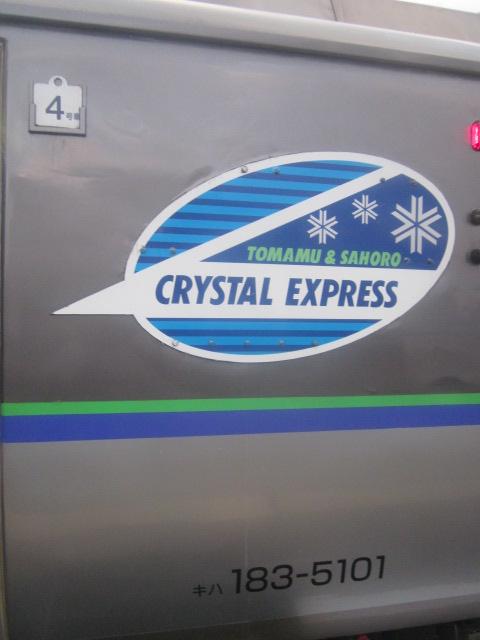 4号車
TOMAMU & SAHORO
CRYSTAL EXPRESS
キハ 183-5101